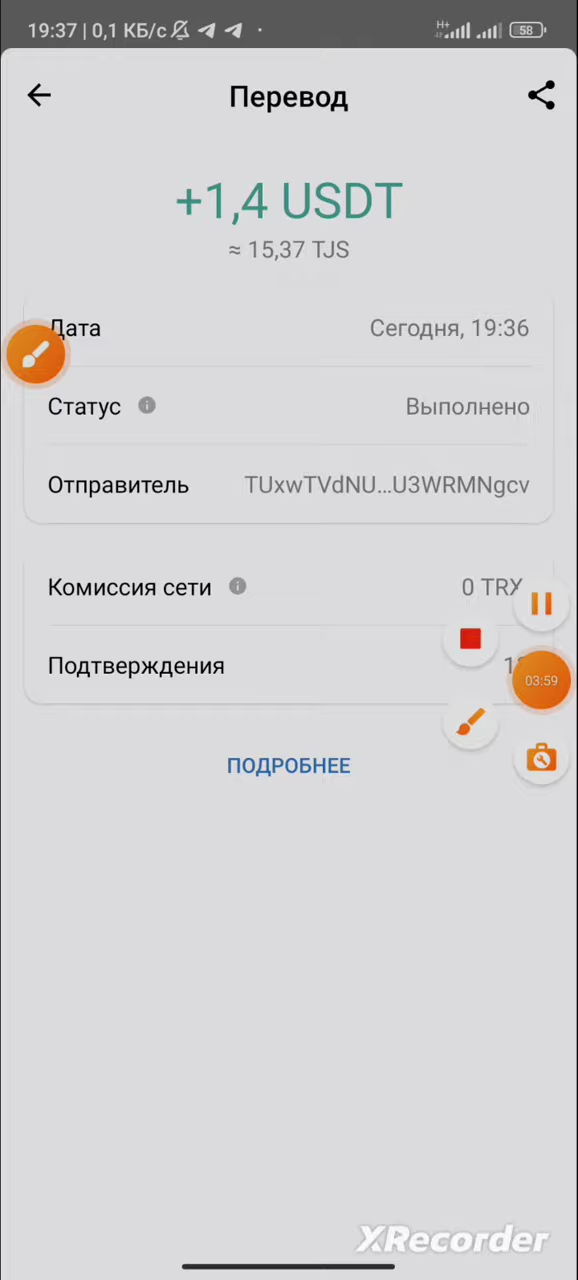 19:37 | 0,1 КБ/с
H+
58
Перевод
+1,4 USDT
≈ 15,37 TJS
Дата
Сегодня, 19:36
Статус
Выполнено
Отправитель
TUxwTVdNU...U3WRMNgcv
Комиссия сети
0 TRX
Подтверждения
03:59
ПОДРОБНЕЕ
XRecorder